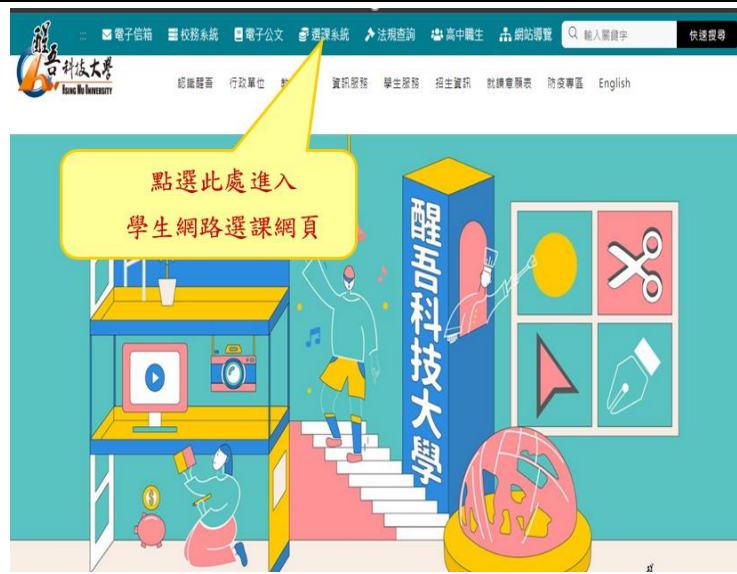 醒吾科技大學
HSING WU UNIVERSITY
電子信箱 校務系統 電子公文 選課系統 法規查詢 高中職生 網站導覽 輸入關鍵字 快速搜尋
認識醒吾 行政單位 資訊服務 學生服務 招生資訊 就讀意願表 防疫專區 English
點選此處進入
學生網路選課網頁
醒吾科技大學